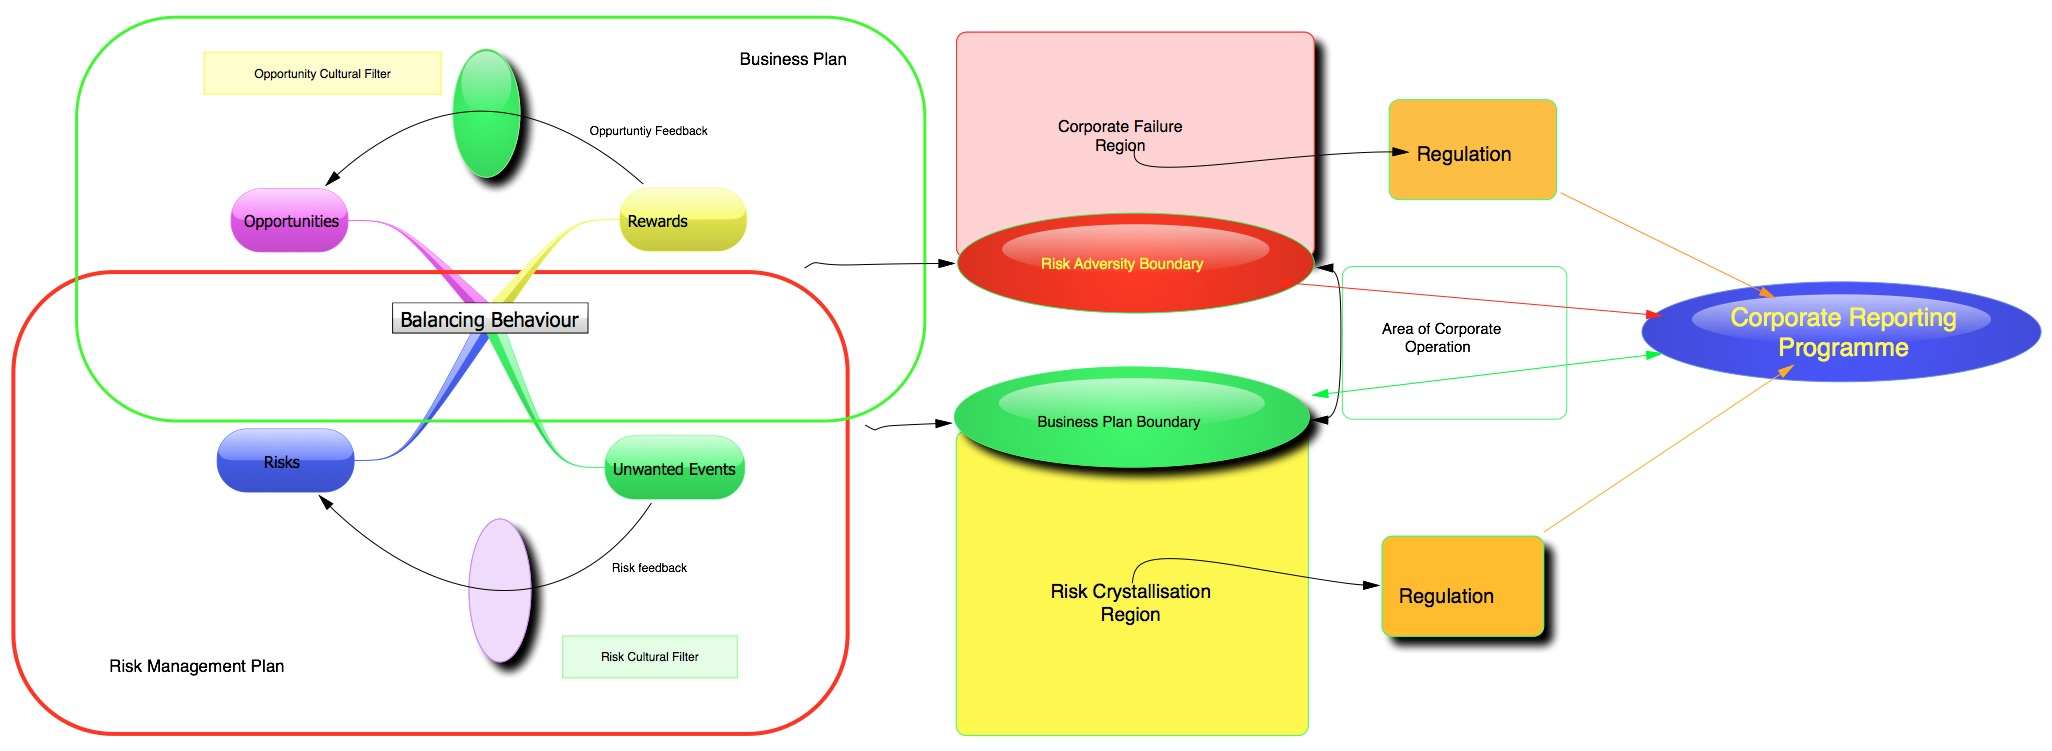 Business Plan
Opportunity Cultural Filter
Oppurtuntiy Feedback
Opportunities
Rewards
Balancing Behaviour
Risks
Unwanted Events
Risk feedback
Risk Cultural Filter
Risk Management Plan
Corporate Failure
Region
Regulation
Risk Adversity Boundary
Area of Corporate
Operation
Corporate Reporting
Programme
Business Plan Boundary
Risk Crystallisation
Region
Regulation